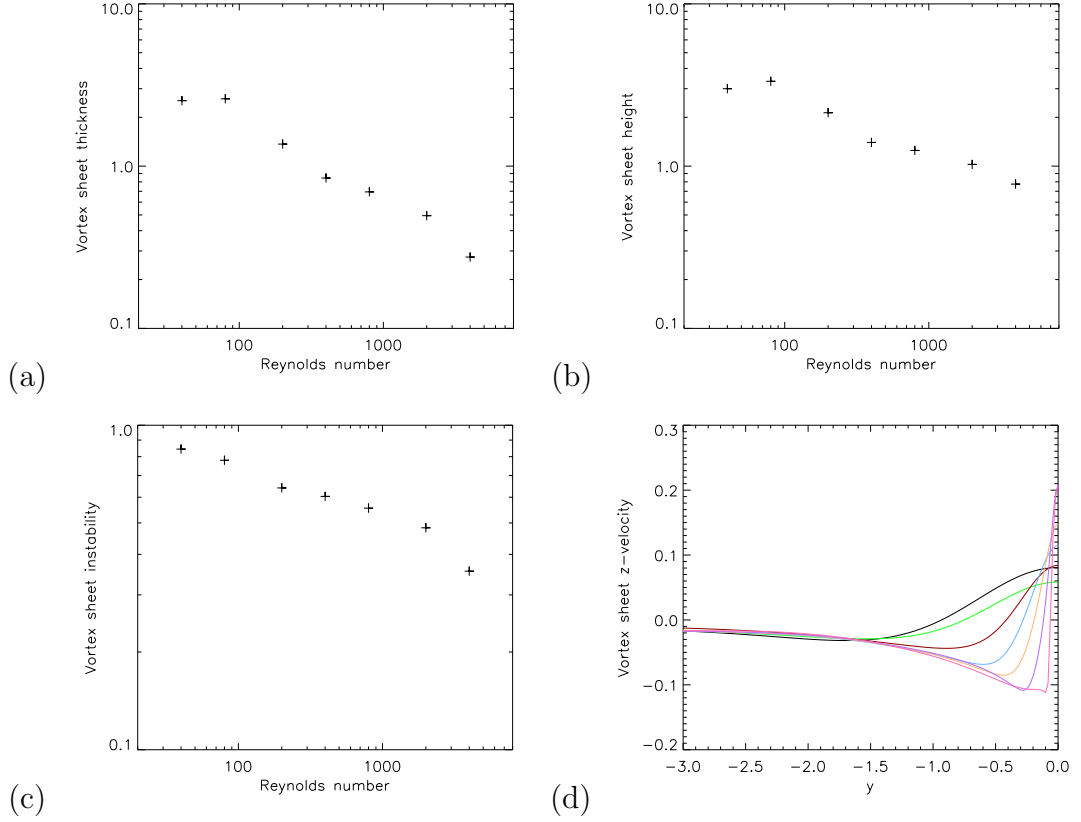 10.0
1.0
0.1
Vortex sheet thickness
100
1000
Reynolds number
(a)
10.0
1.0
0.1
Vortex sheet height
100
1000
Reynolds number
(b)
1.0
0.1
Vortex sheet instability
100
1000
Reynolds number
(c)
0.3
0.2
0.1
0.0
−0.1
−0.2
Vortex sheet z−velocity
−3.0
−2.5
−2.0
−1.5
−1.0
−0.5
0.0
y
(d)